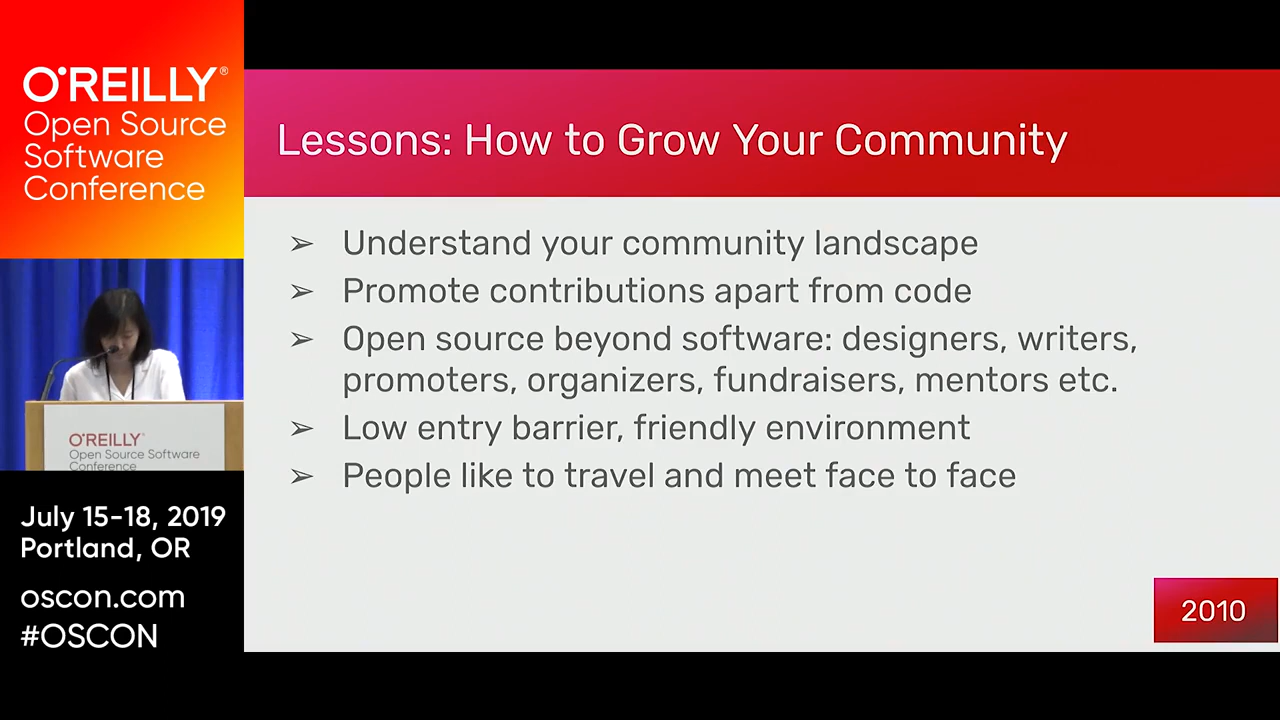 O'REILLY®
Open Source
Software
Conference
O'REILLY
Open Source Software
Conference
July 15-18, 2019
Portland, OR
oscon.com
#OSCON
Lessons: How to Grow Your Community
➢ Understand your community landscape
➢ Promote contributions apart from code
➢ Open source beyond software: designers, writers,
promoters, organizers, fundraisers, mentors etc.
➢ Low entry barrier, friendly environment
➢ People like to travel and meet face to face
2010